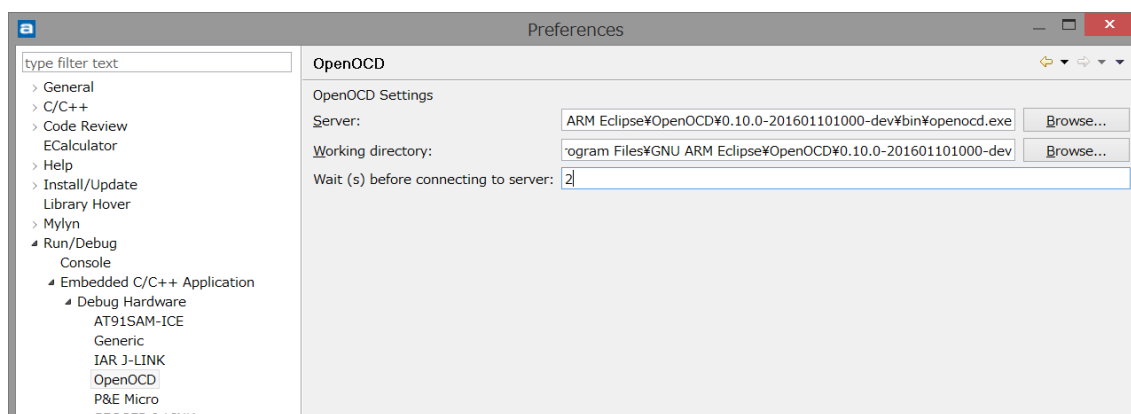 a
Preferences
type filter text
General
C/C++
Code Review
ECalculator
Help
Install/Update
Library Hover
Mylyn
Run/Debug
Console
Embedded C/C++ Application
Debug Hardware
AT91SAM-ICE
Generic
IAR J-LINK
OpenOCD
P&E Micro
OpenOCD
OpenOCD Settings
Server: ARM Eclipse¥OpenOCD¥0.10.0-201601101000-dev¥bin¥openocd.exe Browse...
Working directory: rogram Files¥GNU ARM Eclipse¥OpenOCD¥0.10.0-201601101000-dev Browse...
Wait (s) before connecting to server: 2